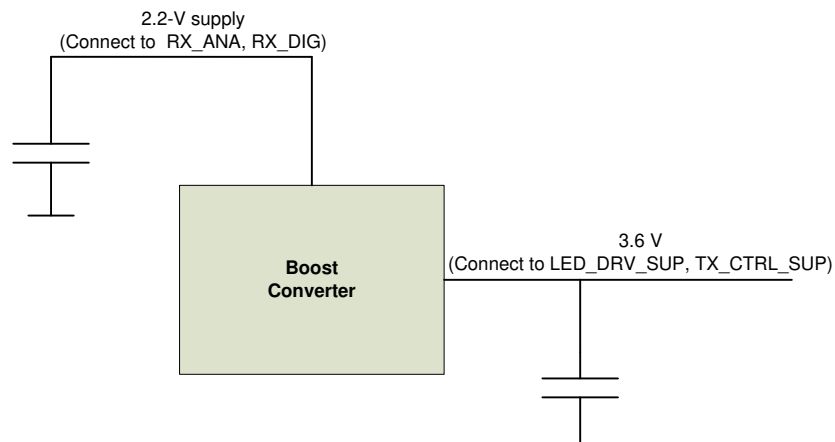 2.2-V supply
(Connect to RX_ANA, RX_DIG)
Boost
Converter
3.6 V
(Connect to LED_DRV_SUP, TX_CTRL_SUP)